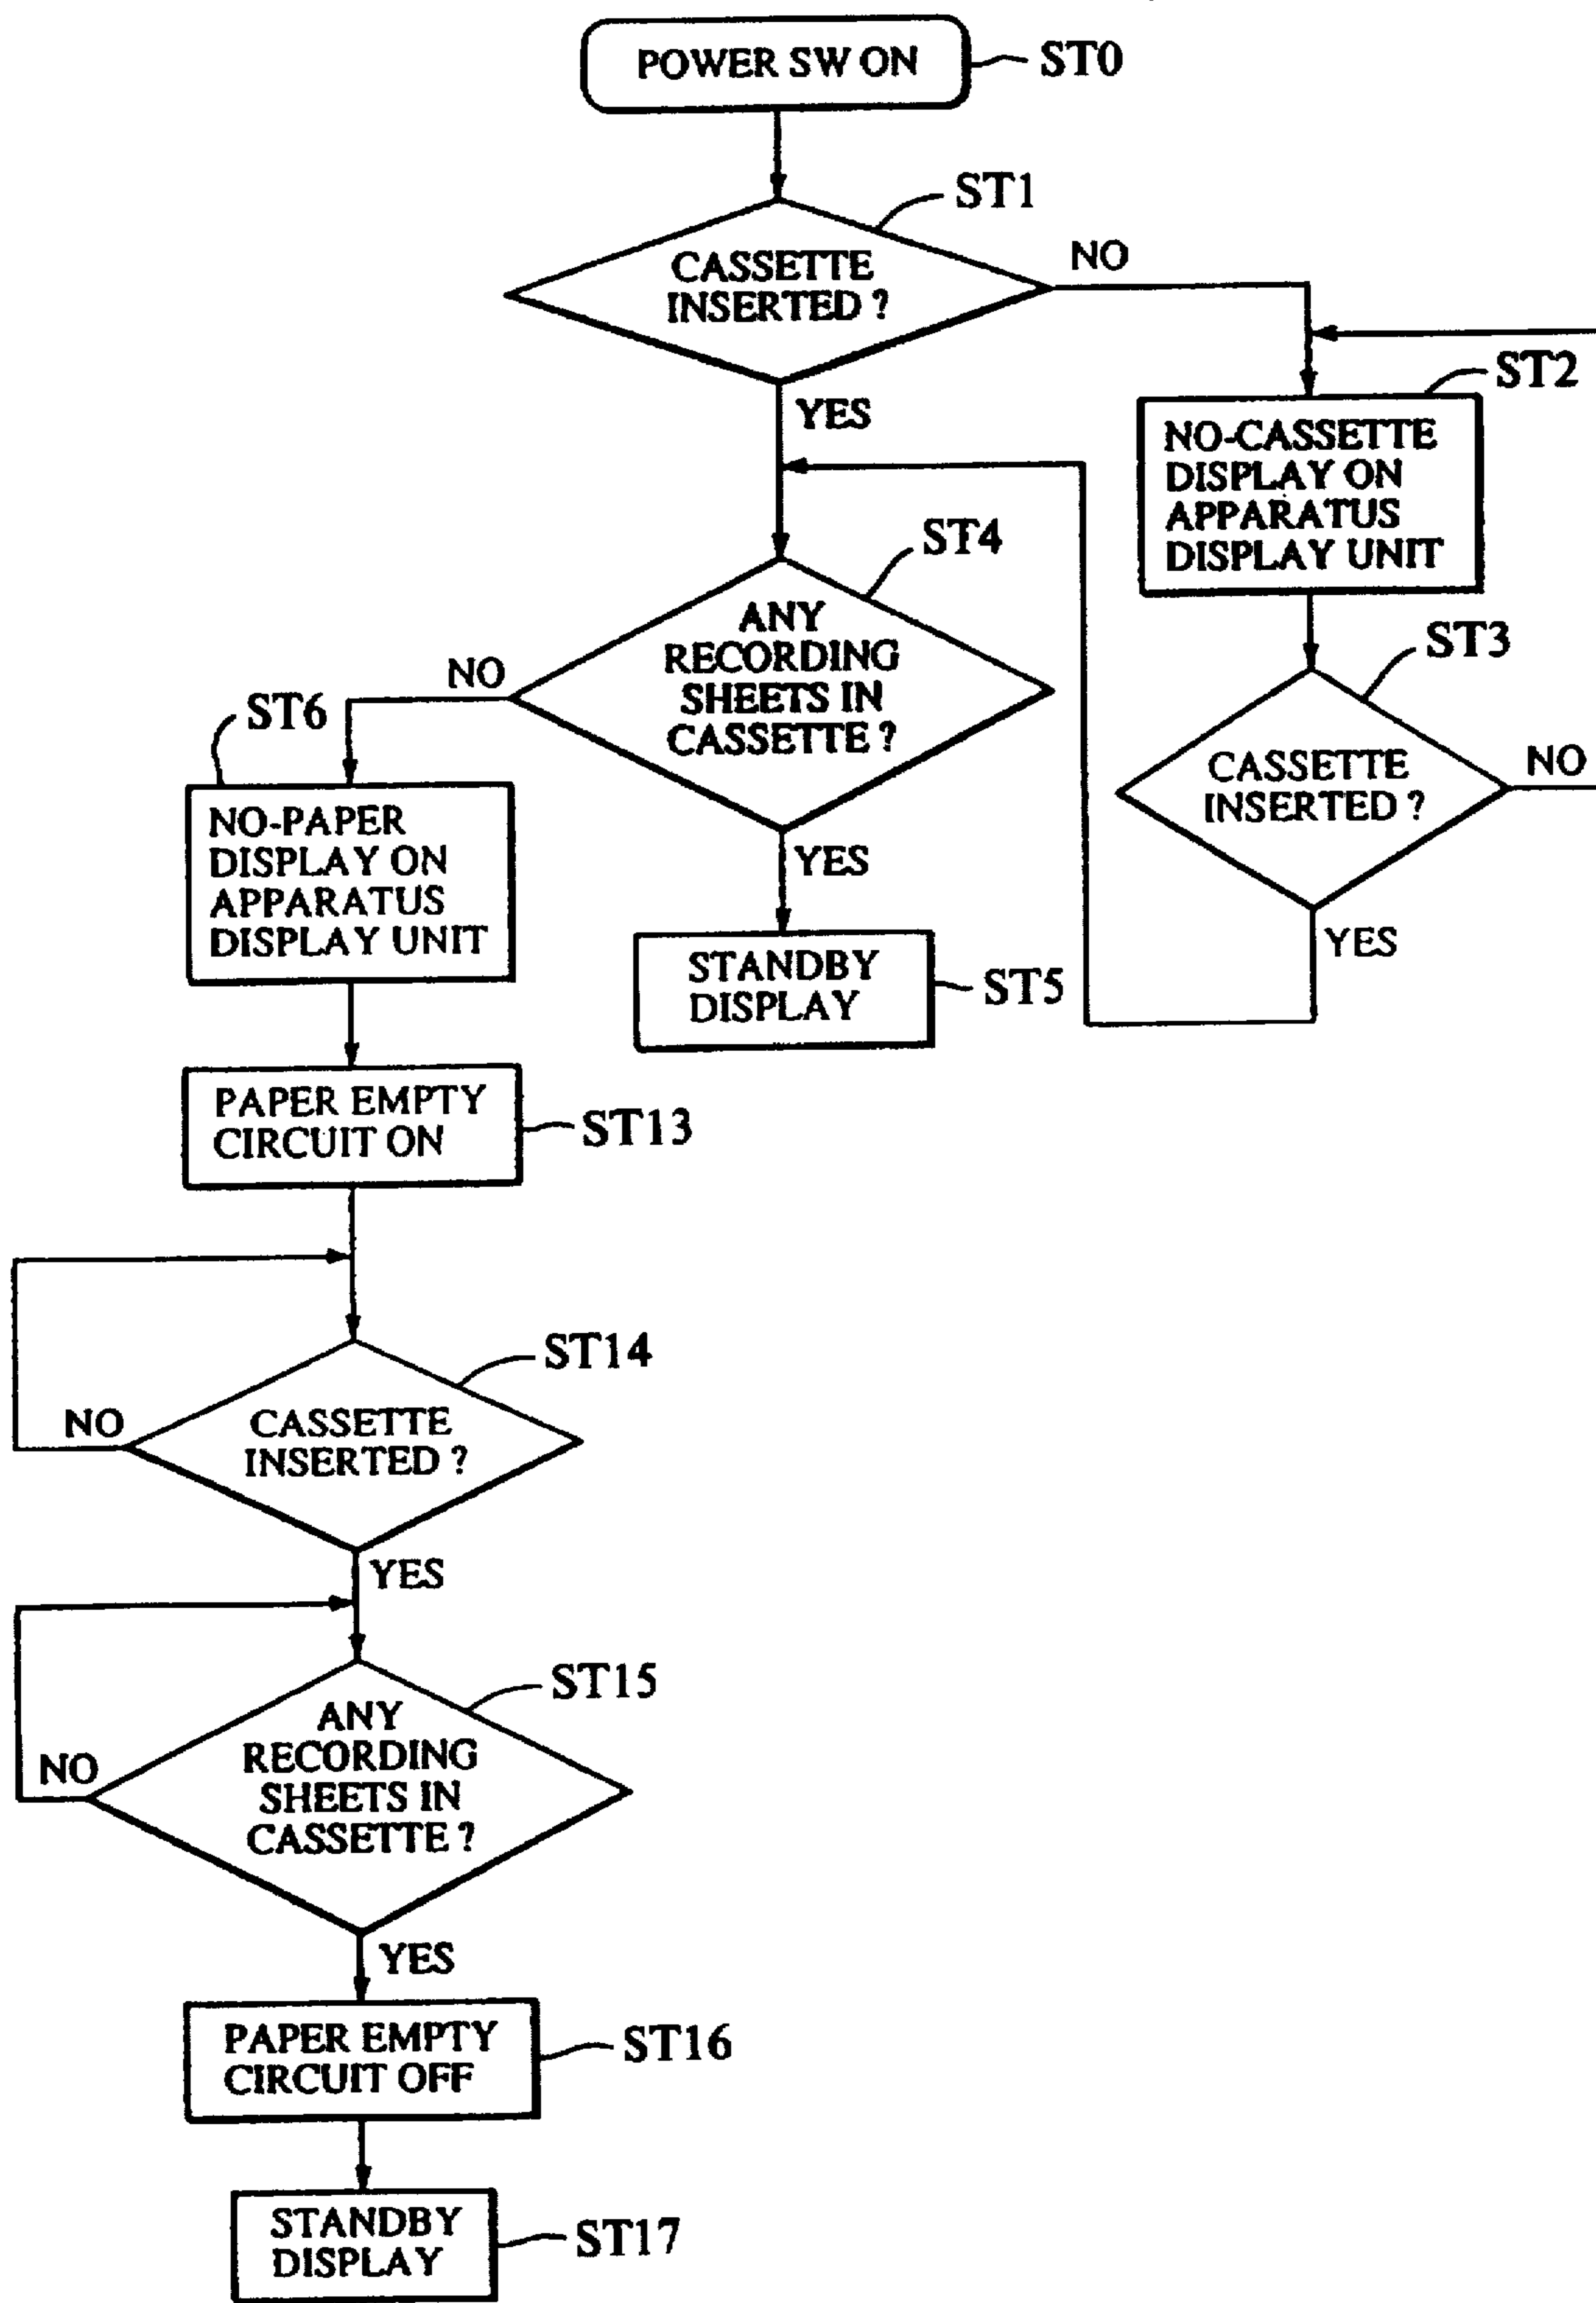 POWER SW ON
ST0
ST1
CASSETTE
INSERTED ?
NO
YES
ST2
NO-CASSETTE
DISPLAY ON
APPARATUS
DISPLAY UNIT
ST3
CASSETTE
INSERTED ?
NO
YES
ST4
ANY
RECORDING
SHEETS IN
CASSETTE ?
NO
YES
STANDBY
DISPLAY
ST5
ST6
NO-PAPER
DISPLAY ON
APPARATUS
DISPLAY UNIT
PAPER EMPTY
CIRCUIT ON
ST13
ST14
CASSETTE
INSERTED ?
NO
YES
ST15
ANY
RECORDING
SHEETS IN
CASSETTE ?
NO
YES
PAPER EMPTY
CIRCUIT OFF
ST16
STANDBY
DISPLAY
ST17